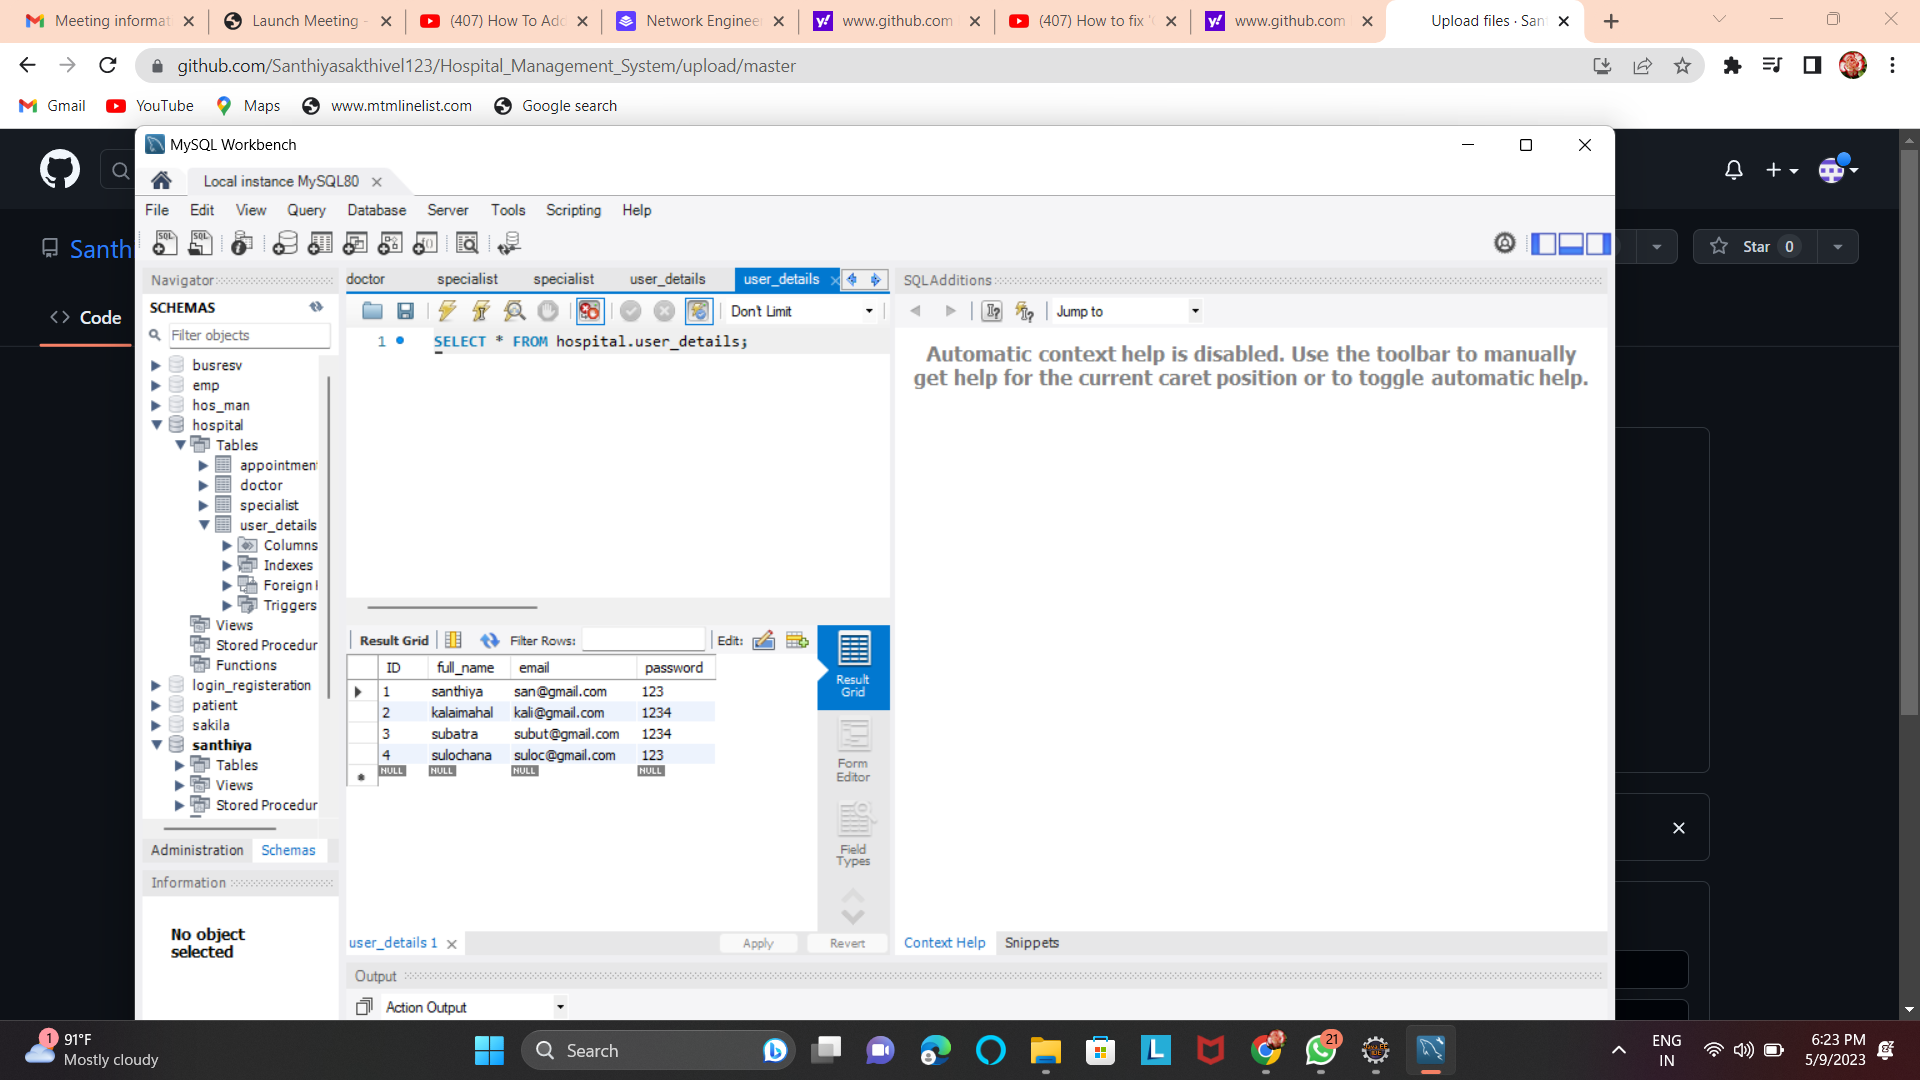 Meeting informat
Launch Meeting -
(407) How To Add
Network Enginee
www.github.com
(407) How to fix '
www.github.com
Upload files · San
github.com/Santhiyasakthivel123/Hospital_Management_System/upload/master
Gmail
YouTube
Maps
www.mtmlinelist.com
Google search
Santh
Code
Star 0
MySQL Workbench
Local instance MySQL80
File Edit View Query Database Server Tools Scripting Help
Navigator
SCHEMAS
Filter objects
busresv
emp
hos_man
hospital
Tables
appointmen
doctor
specialist
user_details
Columns
Indexes
Foreign
Triggers
Views
Stored Procedur
Functions
login_registeration
patient
sakila
santhiya
Tables
Views
Stored Procedur
Administration Schemas
Information
No object
selected
doctor specialist specialist user_details user_details
Don't Limit
1 SELECT * FROM hospital.user_details;
Result Grid Filter Rows: Edit:
ID full_name email password
1 santhiya san@gmail.com 123
2 kalaimahal kali@gmail.com 1234
3 subatra subut@gmail.com 1234
4 sulochana suloc@gmail.com 123
NULL NULL NULL NULL
Result
Grid
Form
Editor
Field
Types
user_details 1
Apply
Revert
SQLAdditions
Jump to
Automatic context help is disabled. Use the toolbar to manually
get help for the current caret position or to toggle automatic help.
Context Help Snippets
Output
Action Output
1
91°F
Mostly cloudy
Search
21
ENG
IN
6:23 PM
5/9/2023